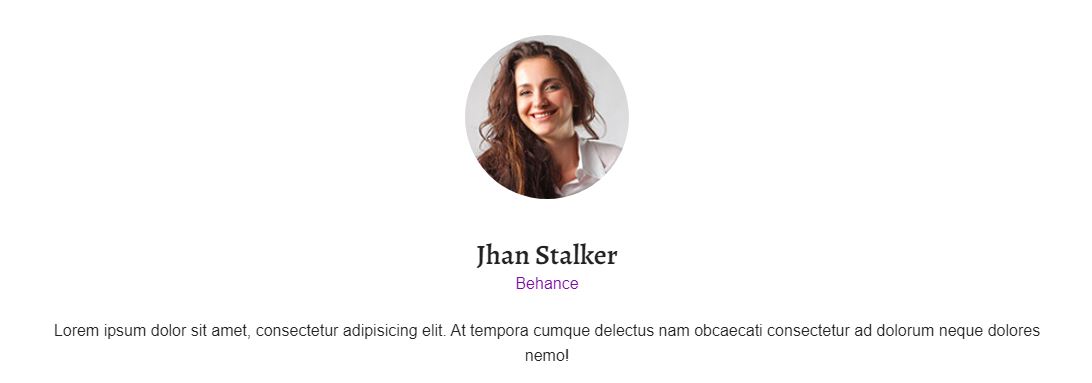 Jhan Stalker
Behance
Lorem ipsum dolor sit amet, consectetur adipisicing elit. At tempora cumque delectus nam obcaecati consectetur ad dolorum neque dolores
nemo!